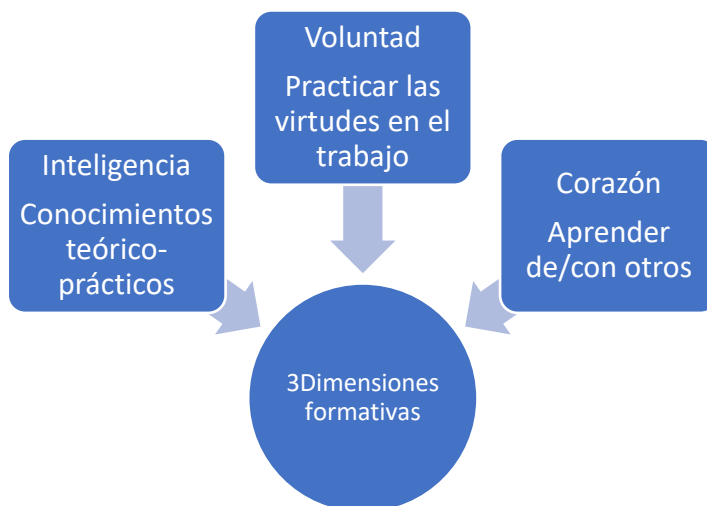 Voluntad
Practicar las
virtudes en el
trabajo
Inteligencia
Conocimientos
teórico-
prácticos
Corazón
Aprender
de/con otros
3Dimensiones
formativas